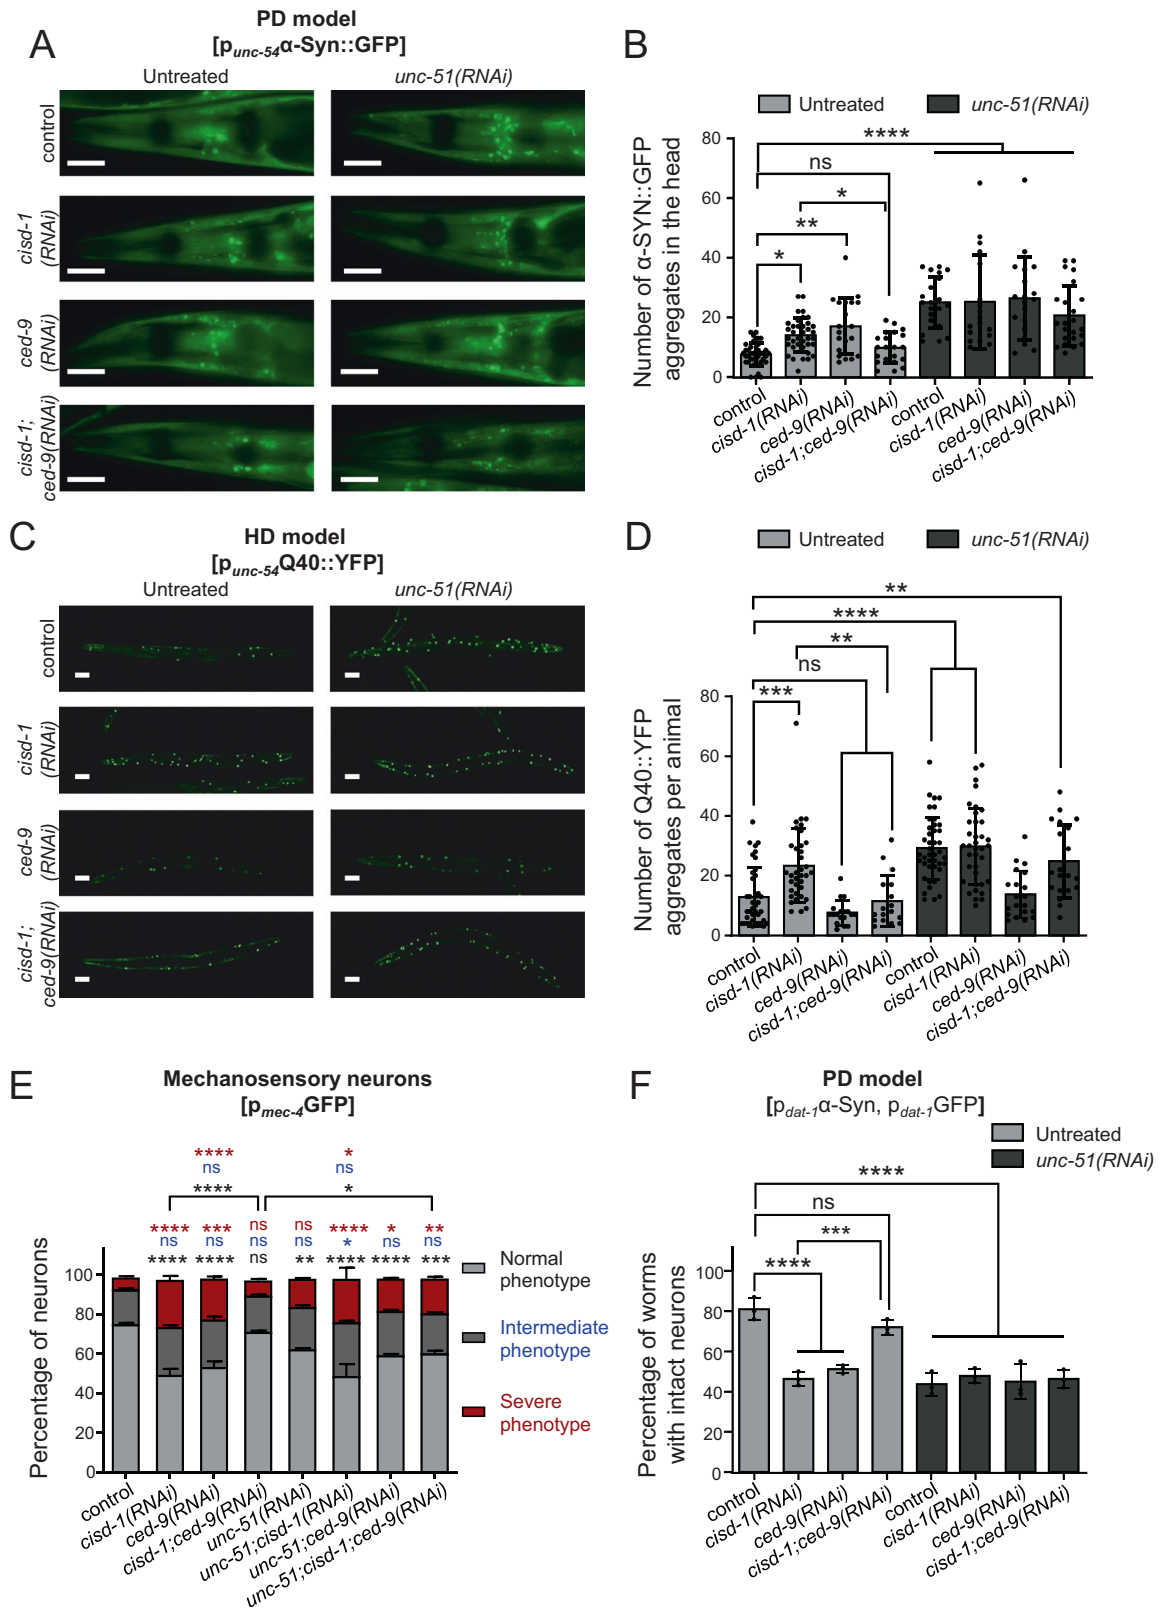 A
PD model
[punc-54α-Syn::GFP]
Untreated
unc-51(RNAi)
control
cisd-1
(RNAi)
ced-9
(RNAi)
cisd-1;
ced-9(RNAi)
B
Untreated
unc-51(RNAi)
Number of α-SYN::GFP
aggregates in the head
80
60
40
20
0
****
ns
*
**
*
control
cisd-1(RNAi)
ced-9(RNAi)
cisd-1;ced-9(RNAi)
control
cisd-1(RNAi)
ced-9(RNAi)
cisd-1;ced-9(RNAi)
C
HD model
[punc-54Q40::YFP]
Untreated
unc-51(RNAi)
control
cisd-1
(RNAi)
ced-9
(RNAi)
cisd-1;
ced-9(RNAi)
D
Untreated
unc-51(RNAi)
Number of Q40::YFP
aggregates per animal
80
60
40
20
0
**
****
**
ns
***
control
cisd-1(RNAi)
ced-9(RNAi)
cisd-1;ced-9(RNAi)
control
cisd-1(RNAi)
ced-9(RNAi)
cisd-1;ced-9(RNAi)
E
Mechanosensory neurons
[pmec-4GFP]
Percentage of neurons
100
80
60
40
20
0
**** *
ns ns
**** *
**** *** ns ns **** * **
ns ns ns ns * ns ns
**** **** ns ** **** **** ***
Normal
phenotype
Intermediate
phenotype
Severe
phenotype
control
cisd-1(RNAi)
ced-9(RNAi)
cisd-1;ced-9(RNAi)
unc-51(RNAi)
unc-51;cisd-1(RNAi)
unc-51;ced-9(RNAi)
unc-51;cisd-1;ced-9(RNAi)
F
PD model
[pdat-1α-Syn, pdat-1GFP]
Untreated
unc-51(RNAi)
Percentage of worms
with intact neurons
100
80
60
40
20
0
****
ns
***
****
control
cisd-1(RNAi)
ced-9(RNAi)
cisd-1;ced-9(RNAi)
control
cisd-1(RNAi)
ced-9(RNAi)
cisd-1;ced-9(RNAi)